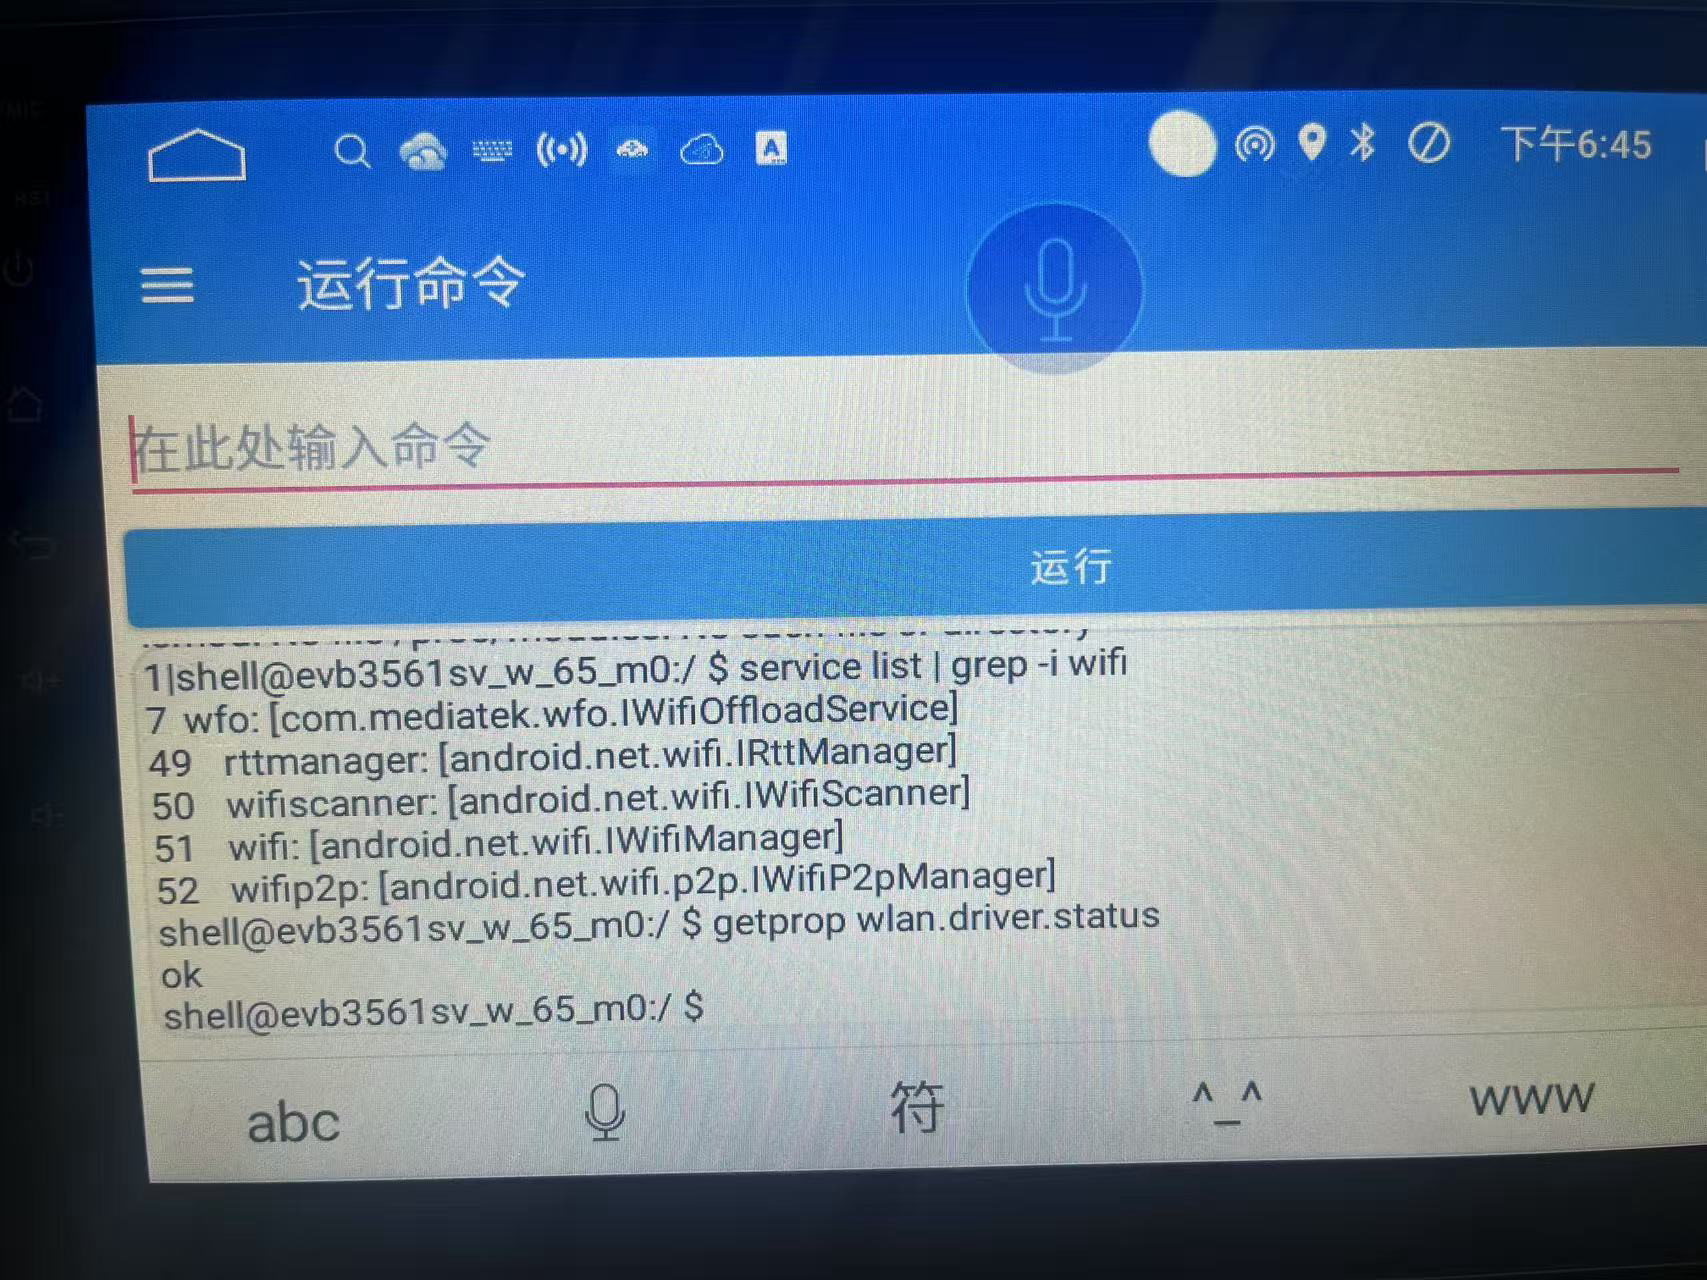 下午6:45
运行命令
在此处输入命令
运行
1|shell@evb3561sv_w_65_m0:/ $ service list | grep -i wifi
7 wfo: [com.mediatek.wfo.IWifiOffloadService]
49 rttmanager: [android.net.wifi.IRttManager]
50 wifiscanner: [android.net.wifi.IWifiScanner]
51 wifi: [android.net.wifi.IWifiManager]
52 wifip2p: [android.net.wifi.p2p.IWifiP2pManager]
shell@evb3561sv_w_65_m0:/ $ getprop wlan.driver.status
ok
shell@evb3561sv_w_65_m0:/ $
abc 符 ^_^ www